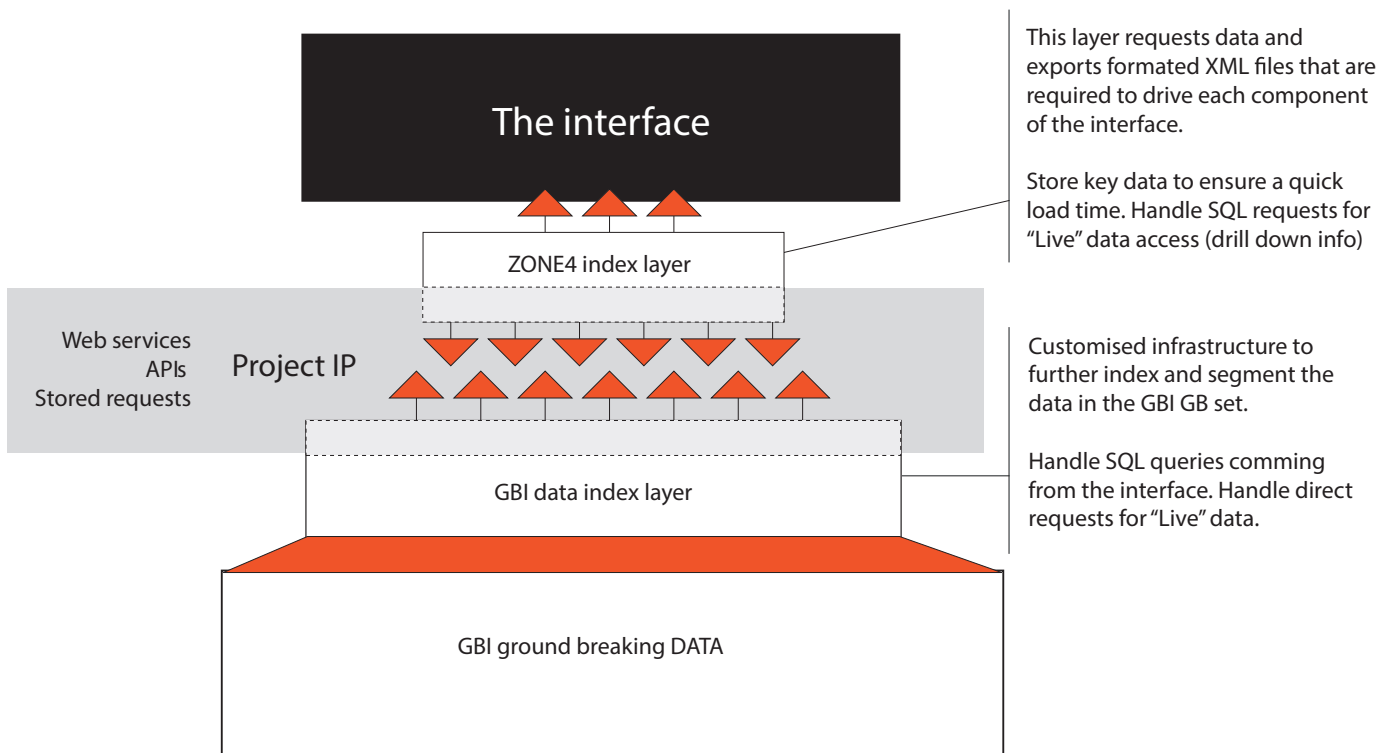 The interface
ZONE4 index layer
Web services
APIs
Stored requests
Project IP
GBI data index layer
GBI ground breaking DATA
This layer requests data and
exports formated XML files that are
required to drive each component
of the interface.
Store key data to ensure a quick
load time. Handle SQL requests for
“Live” data access (drill down info)
Customised infrastructure to
further index and segment the
data in the GBI GB set.
Handle SQL queries comming
from the interface. Handle direct
requests for “Live” data.